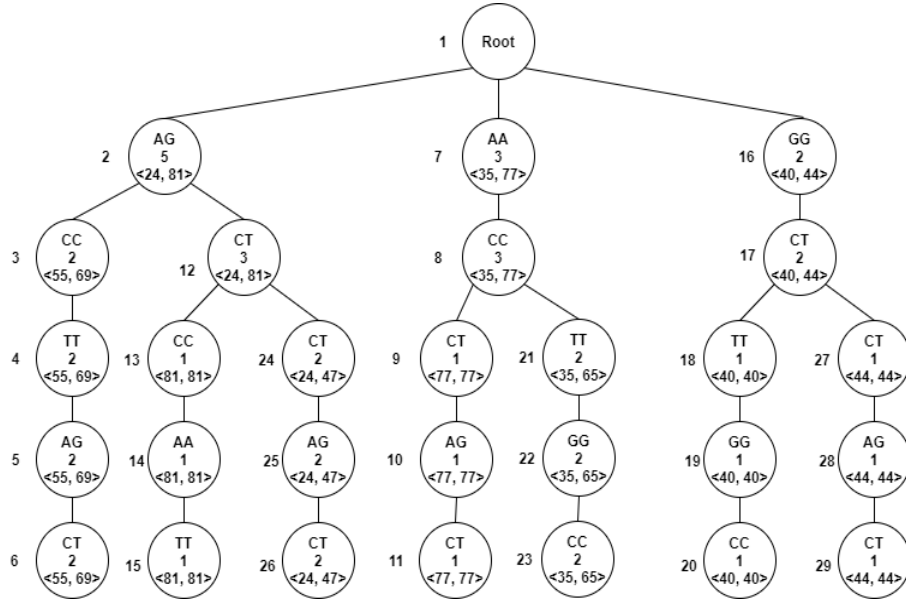 1
Root
2
AG
5
<24, 81>
7
AA
3
<35, 77>
16
GG
2
<40, 44>
3
CC
2
<55, 69>
12
CT
3
<24, 81>
8
CC
3
<35, 77>
17
CT
2
<40, 44>
4
TT
2
<55, 69>
13
CC
1
<81, 81>
24
CT
2
<24, 47>
9
CT
1
<77, 77>
21
TT
2
<35, 65>
18
TT
1
<40, 40>
27
CT
1
<44, 44>
5
AG
2
<55, 69>
14
AA
1
<81, 81>
25
AG
2
<24, 47>
10
AG
1
<77, 77>
22
GG
2
<35, 65>
19
GG
1
<40, 40>
28
AG
1
<44, 44>
6
CT
2
<55, 69>
15
TT
1
<81, 81>
26
CT
2
<24, 47>
11
CT
1
<77, 77>
23
CC
2
<35, 65>
20
CC
1
<40, 40>
29
CT
1
<44, 44>